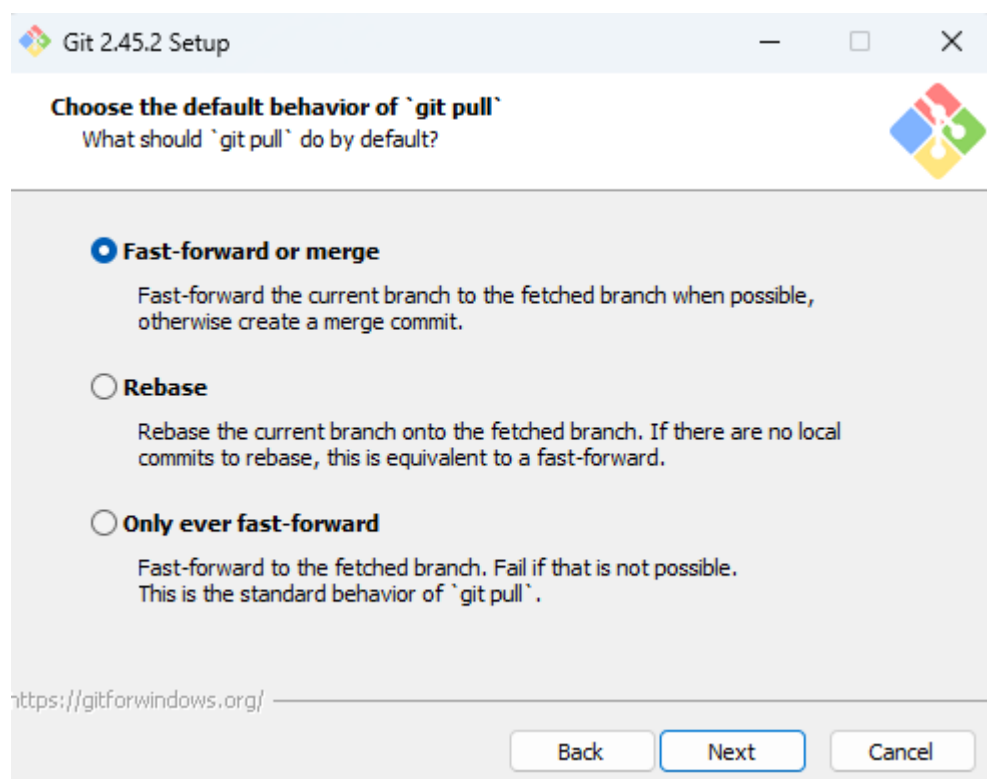 Git 2.45.2 Setup
Choose the default behavior of `git pull`
What should `git pull` do by default?
Fast-forward or merge
Fast-forward the current branch to the fetched branch when possible,
otherwise create a merge commit.
Rebase
Rebase the current branch onto the fetched branch. If there are no local
commits to rebase, this is equivalent to a fast-forward.
Only ever fast-forward
Fast-forward to the fetched branch. Fail if that is not possible.
This is the standard behavior of `git pull`.
https://gitforwindows.org/
Back Next Cancel